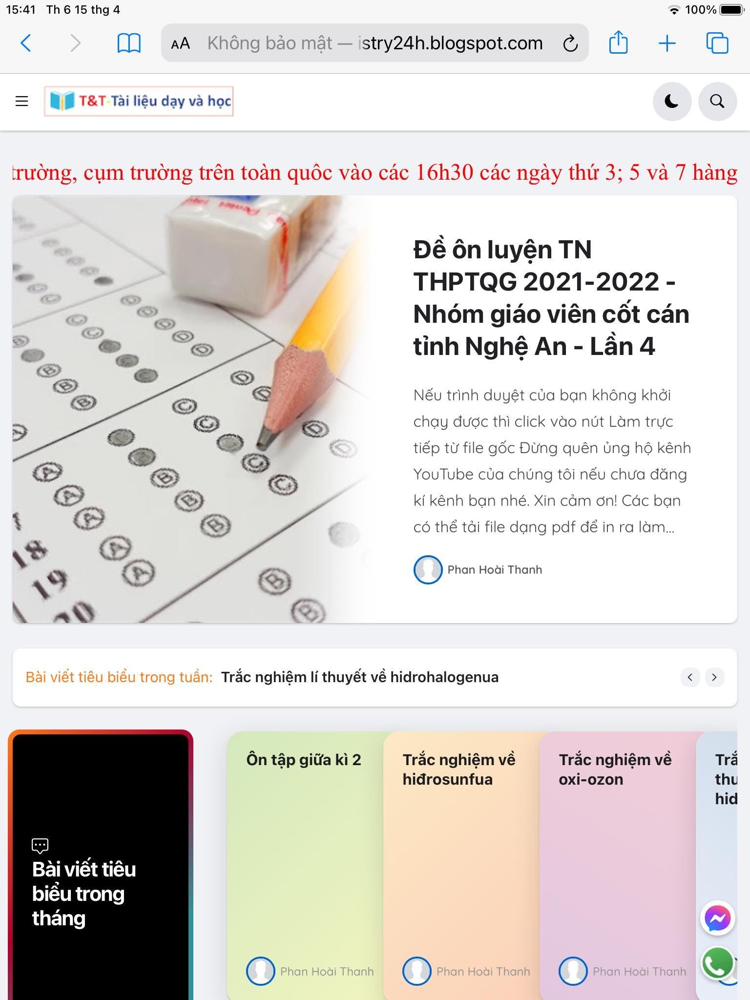 15:41 Th 6 15 thg 4
100%
AA Không bảo mật — istry24h.blogspot.com
T&T-Tài liệu dạy và học
trường, cụm trường trên toàn quốc vào các 16h30 các ngày thứ 3; 5 và 7 hàng
Đề ôn luyện TN
THPTQG 2021-2022 -
Nhóm giáo viên cốt cán
tỉnh Nghệ An - Lần 4
Nếu trình duyệt của bạn không khởi
chạy được thì click vào nút Làm trực
tiếp từ file gốc Đừng quên ủng hộ kênh
YouTube của chúng tôi nếu chưa đăng
kí kênh bạn nhé. Xin cảm ơn! Các bạn
có thể tải file dạng pdf để in ra làm...
Phan Hoài Thanh
18
19
20
Bài viết tiêu biểu trong tuần: Trắc nghiệm lí thuyết về hidrohalogenua
Bài viết tiêu
biểu trong
tháng
Ôn tập giữa kì 2
Phan Hoài Thanh
Trắc nghiệm về
hiđrosunfua
Phan Hoài Thanh
Trắc nghiệm về
oxi-ozon
Phan Hoài Thanh